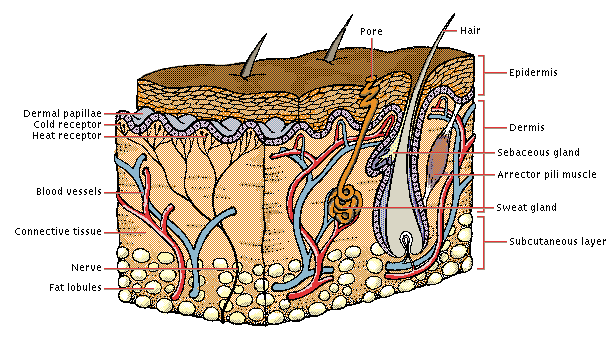 Pore
Hair
Epidermis
Dermal papillae
Cold receptor
Heat receptor
Dermis
Sebaceous gland
Arrector pili muscle
Blood vessels
Sweat gland
Connective tissue
Subcutaneous layer
Nerve
Fat lobules